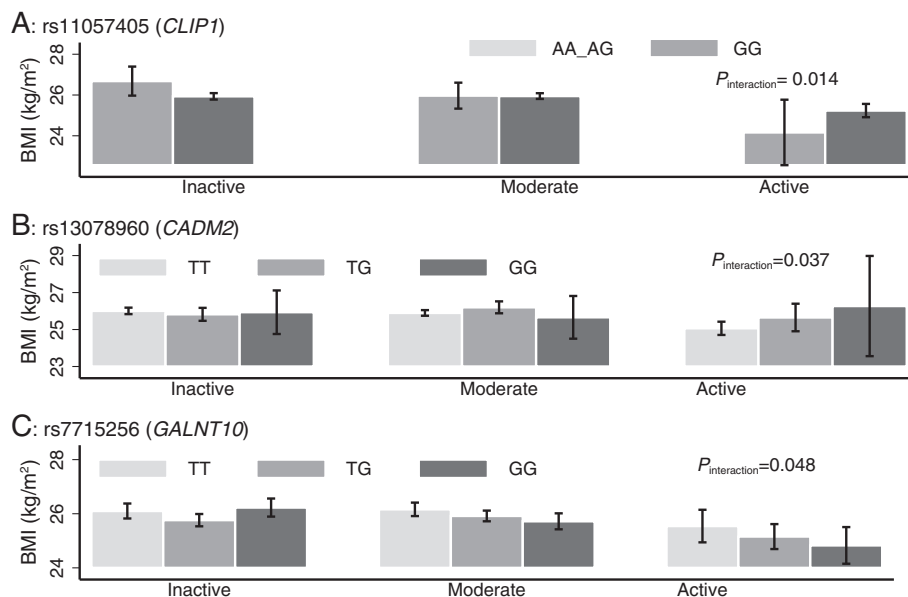 A: rs11057405 (CLIP1)
BMI (kg/m²)
28
26
24
AA_AG
GG
Pinteraction= 0.014
Inactive
Moderate
Active
B: rs13078960 (CADM2)
BMI (kg/m²)
29
27
25
23
TT
TG
GG
Pinteraction=0.037
Inactive
Moderate
Active
C: rs7715256 (GALNT10)
BMI (kg/m²)
28
26
24
TT
TG
GG
Pinteraction=0.048
Inactive
Moderate
Active